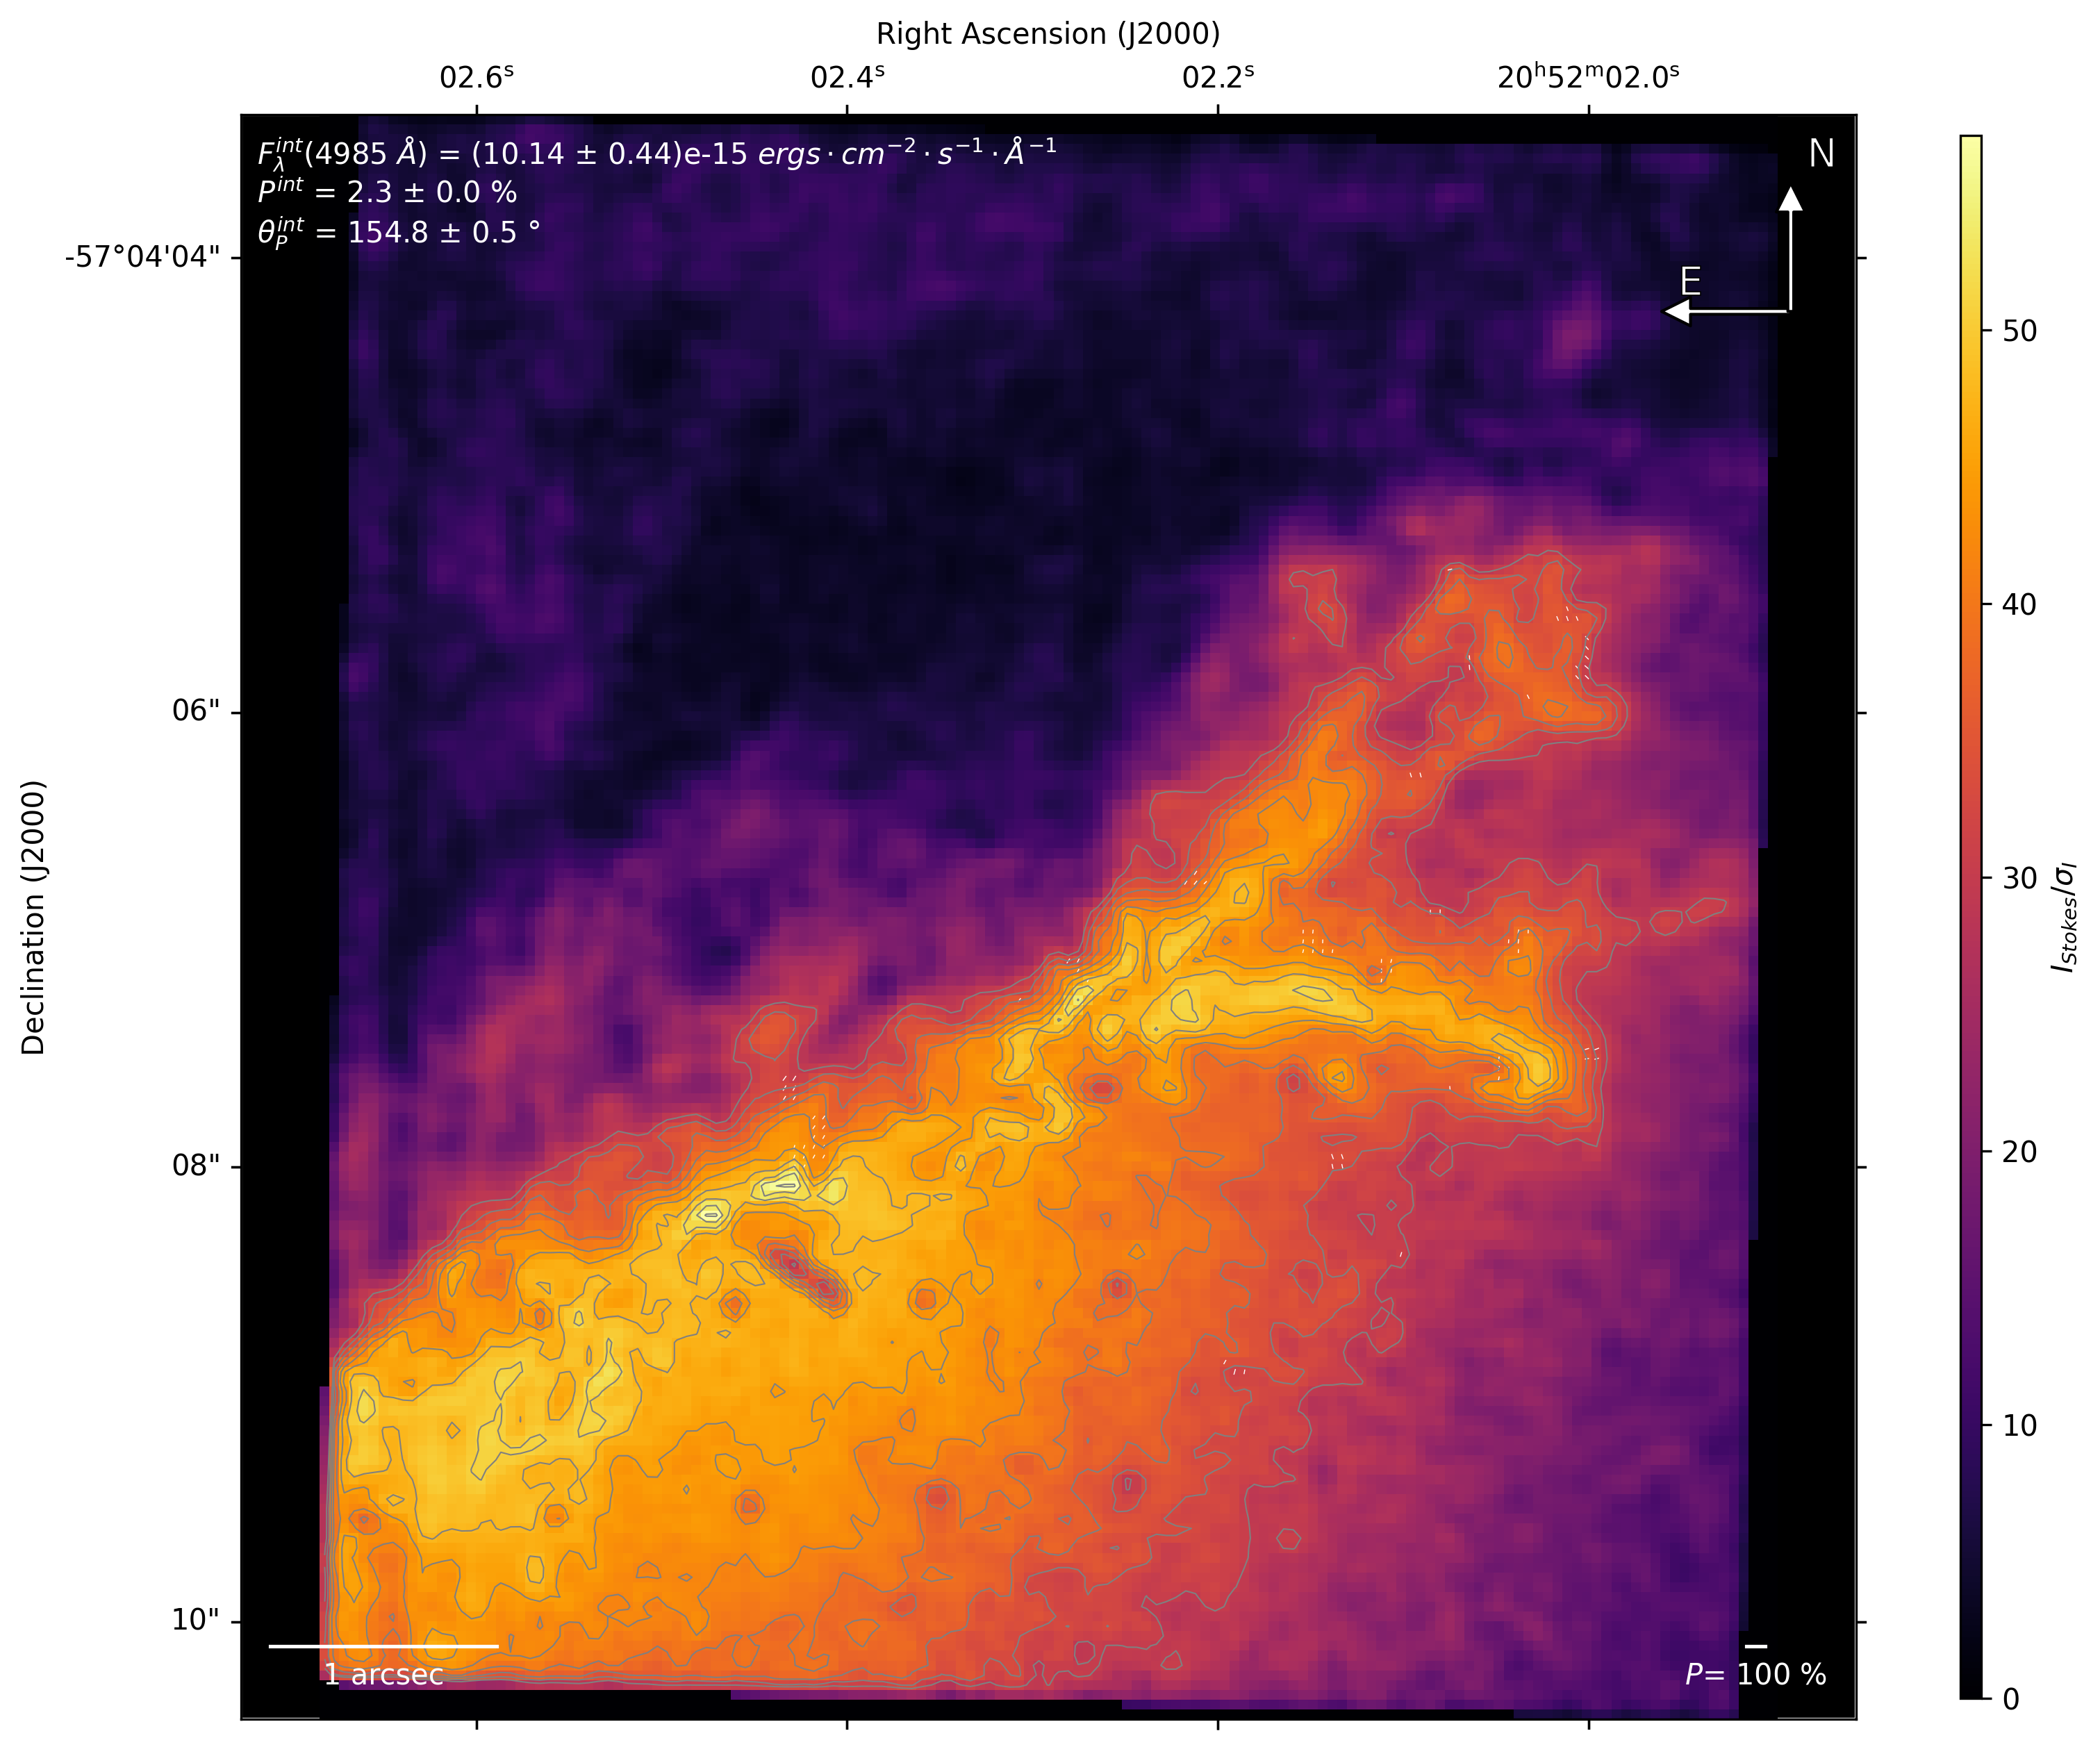 Right Ascension (J2000)
02.6ˢ 02.4ˢ 02.2ˢ 20ʰ52ᵐ02.0ˢ
F_λ^int(4985 Å) = (10.14 ± 0.44)e-15 ergs · cm⁻² · s⁻¹ · Å⁻¹
P^int = 2.3 ± 0.0 %
θ_P^int = 154.8 ± 0.5 °
N
E
-57°04'04"
06"
08"
10"
Declination (J2000)
1 arcsec
P= 100 %
50
40
30
20
10
0
I_Stokes/σ_I